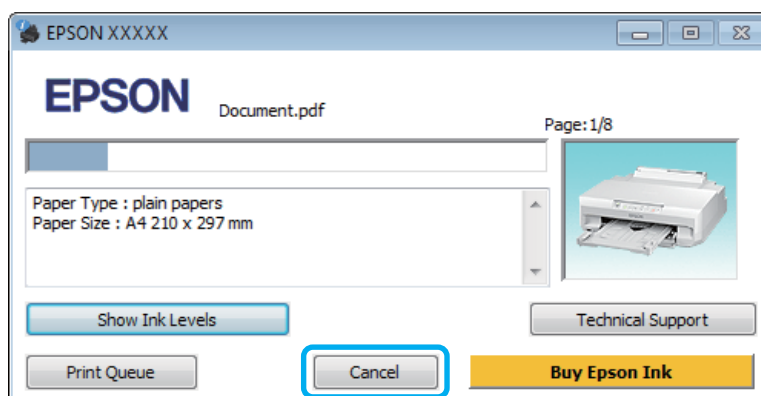 EPSON XXXXX
EPSON
Document.pdf
Page:1/8
Paper Type : plain papers
Paper Size : A4 210 x 297 mm
Show Ink Levels
Technical Support
Print Queue
Cancel
Buy Epson Ink